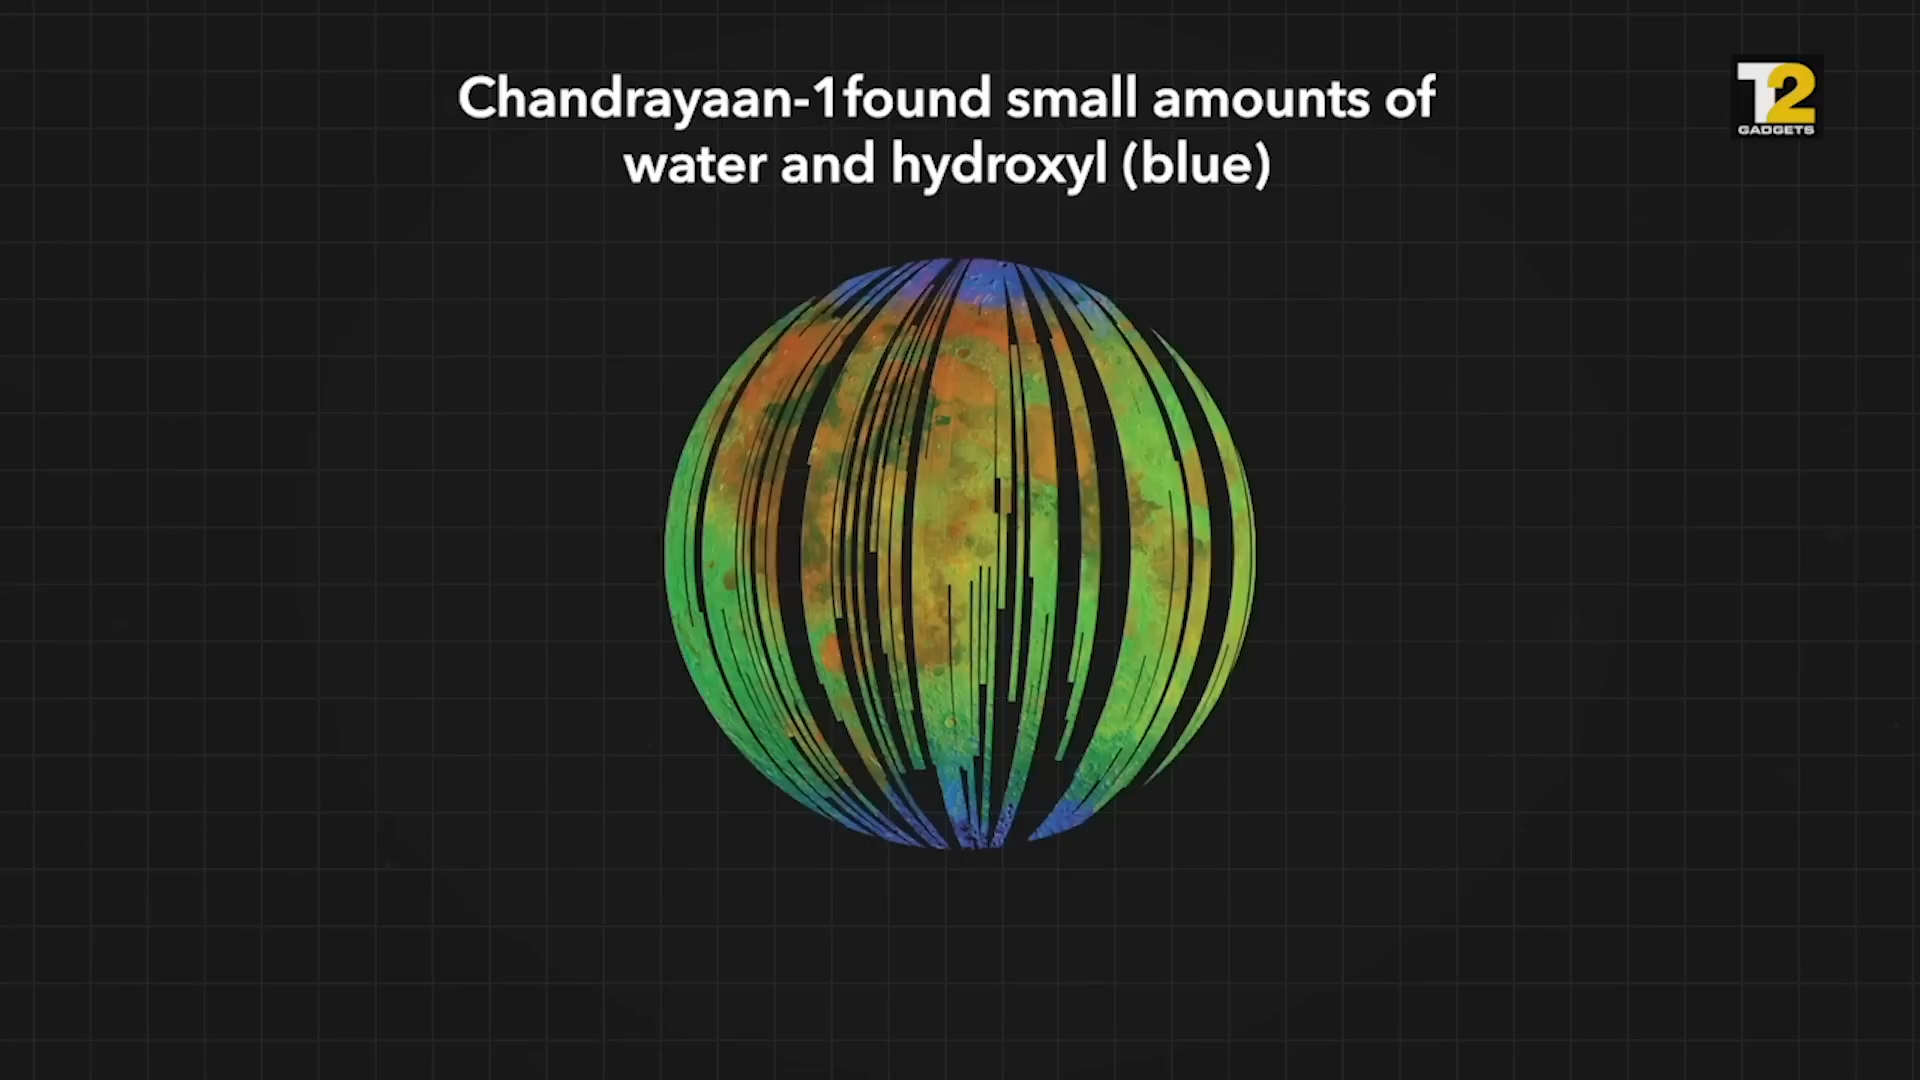 Chandrayaan-1found small amounts of
water and hydroxyl (blue)
T2
GADGETS